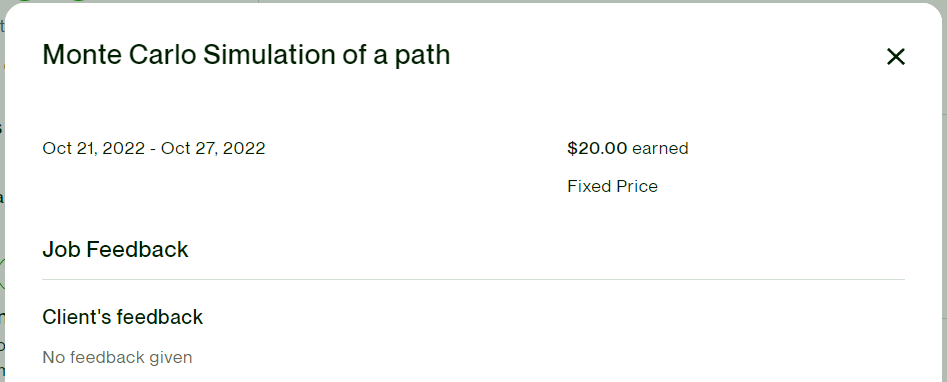 Monte Carlo Simulation of a path
Oct 21, 2022 - Oct 27, 2022
$20.00 earned
Fixed Price
Job Feedback
Client's feedback
No feedback given